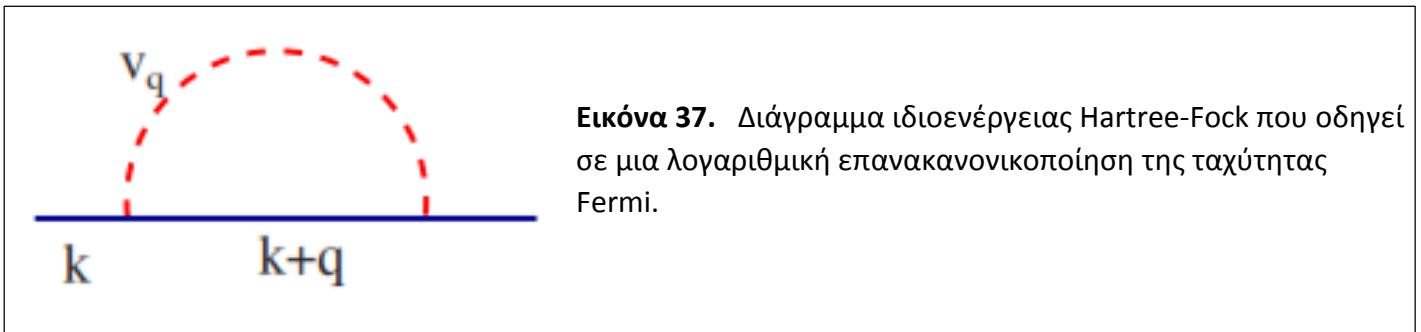 v_q
Εικόνα 37. Διάγραμμα ιδιοενέργειας Hartree-Fock που οδηγεί
σε μια λογαριθμική επανακανονικοποίηση της ταχύτητας
Fermi.
k
k+q